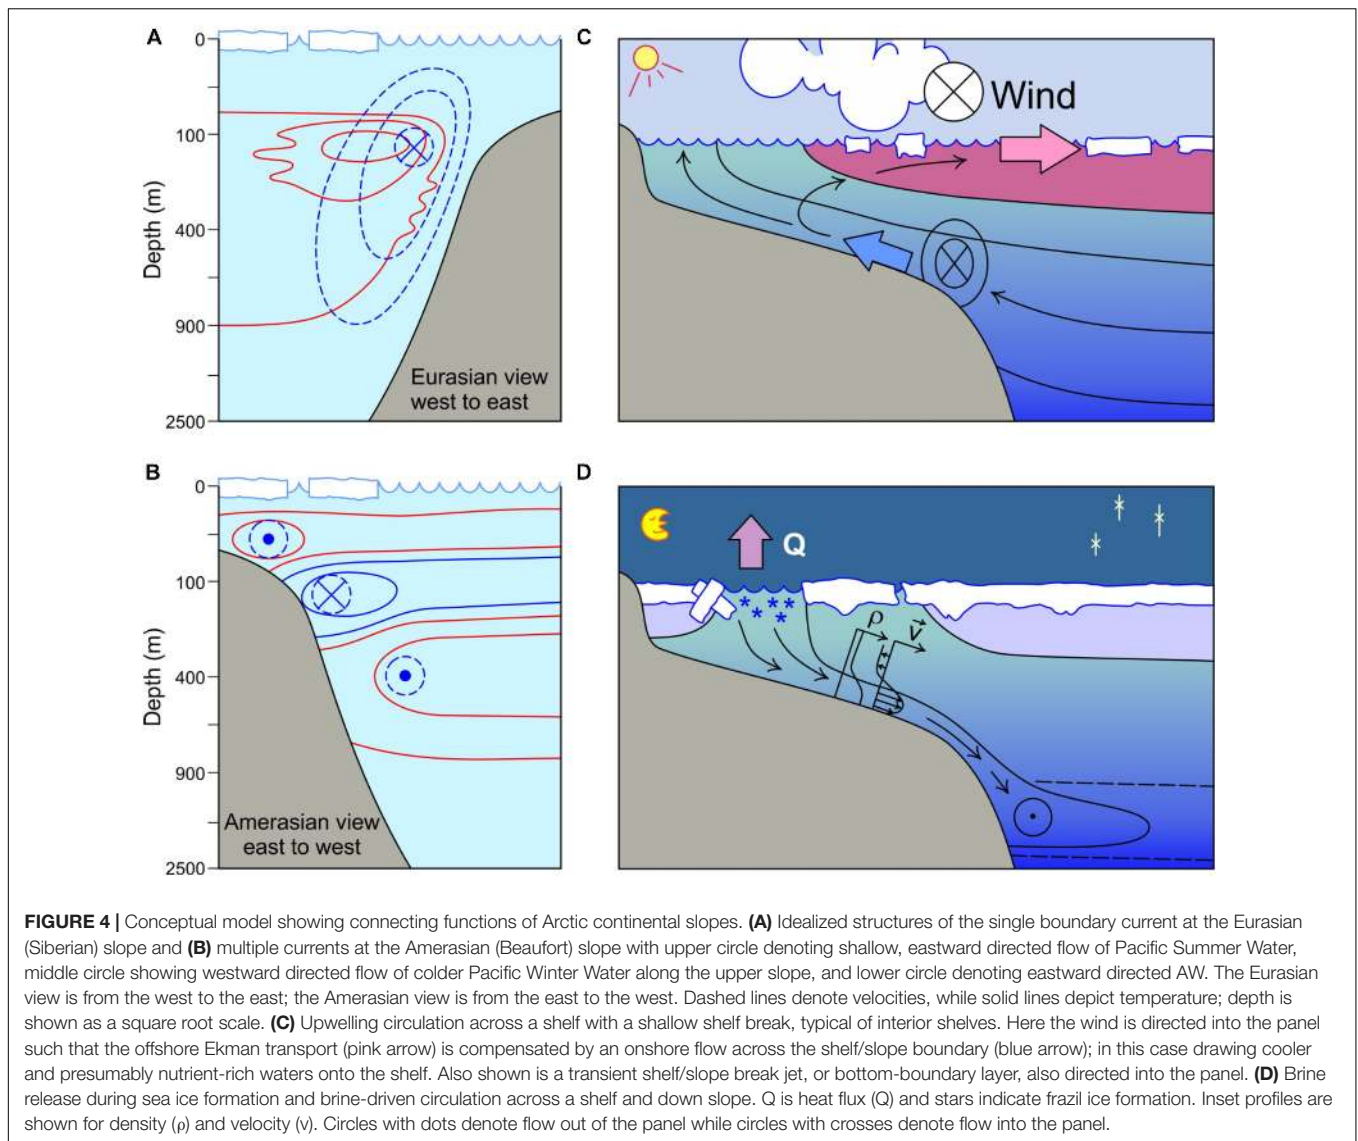 A
0
100
400
900
2500
Depth (m)
Eurasian view
west to east
C
Wind
B
0
100
400
900
2500
Depth (m)
Amerasian view
east to west
D
Q
ρ
v
FIGURE 4 | Conceptual model showing connecting functions of Arctic continental slopes. (A) Idealized structures of the single boundary current at the Eurasian
(Siberian) slope and (B) multiple currents at the Amerasian (Beaufort) slope with upper circle denoting shallow, eastward directed flow of Pacific Summer Water,
middle circle showing westward directed flow of colder Pacific Winter Water along the upper slope, and lower circle denoting eastward directed AW. The Eurasian
view is from the west to the east; the Amerasian view is from the east to the west. Dashed lines denote velocities, while solid lines depict temperature; depth is
shown as a square root scale. (C) Upwelling circulation across a shelf with a shallow shelf break, typical of interior shelves. Here the wind is directed into the panel
such that the offshore Ekman transport (pink arrow) is compensated by an onshore flow across the shelf/slope boundary (blue arrow); in this case drawing cooler
and presumably nutrient-rich waters onto the shelf. Also shown is a transient shelf/slope break jet, or bottom-boundary layer, also directed into the panel. (D) Brine
release during sea ice formation and brine-driven circulation across a shelf and down slope. Q is heat flux (Q) and stars indicate frazil ice formation. Inset profiles are
shown for density (ρ) and velocity (v). Circles with dots denote flow out of the panel while circles with crosses denote flow into the panel.